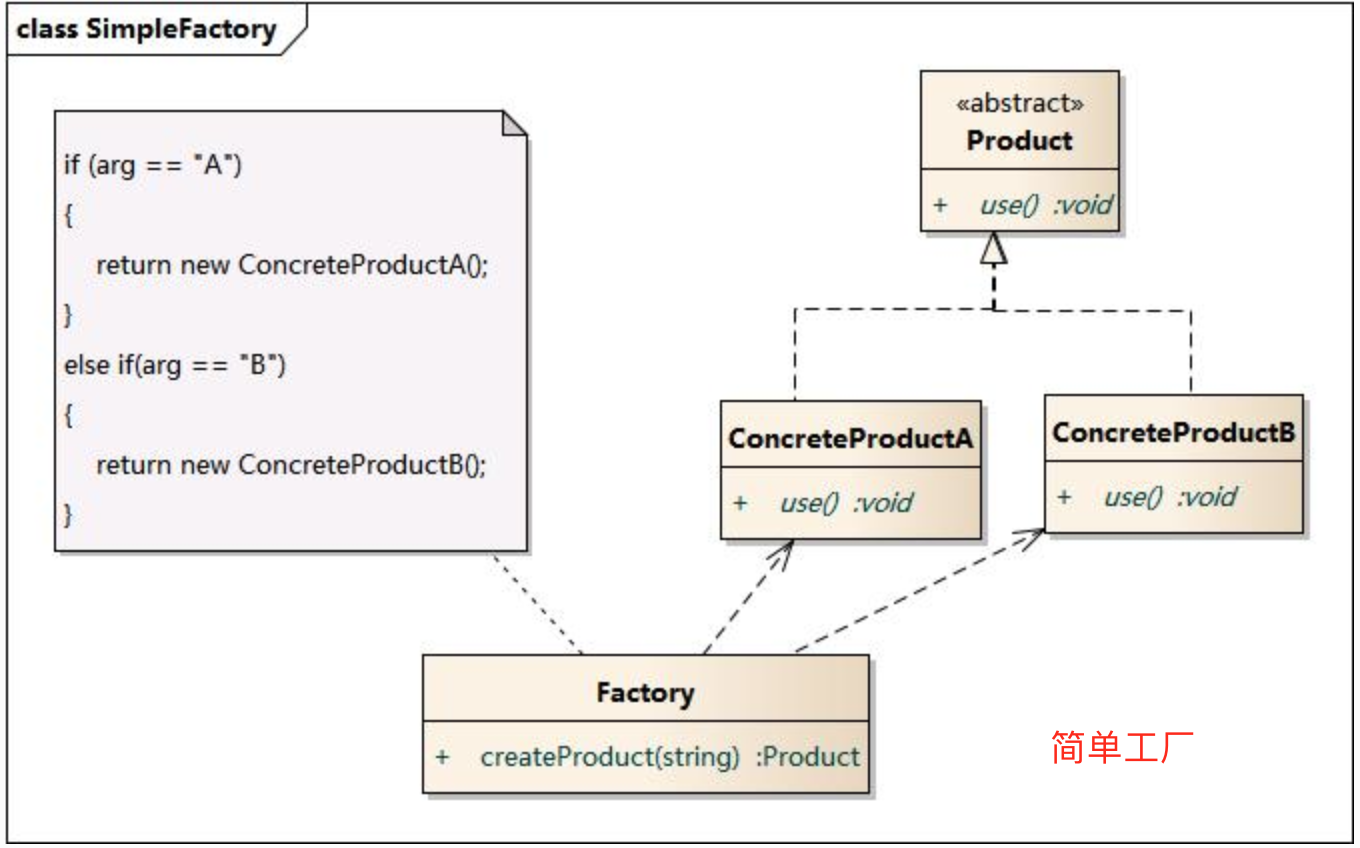 class SimpleFactory
if (arg == "A")
{
return new ConcreteProductA();
}
else if(arg == "B")
{
return new ConcreteProductB();
}
«abstract»
Product
+ use() :void
ConcreteProductA
+ use() :void
ConcreteProductB
+ use() :void
Factory
+ createProduct(string) :Product
简单工厂